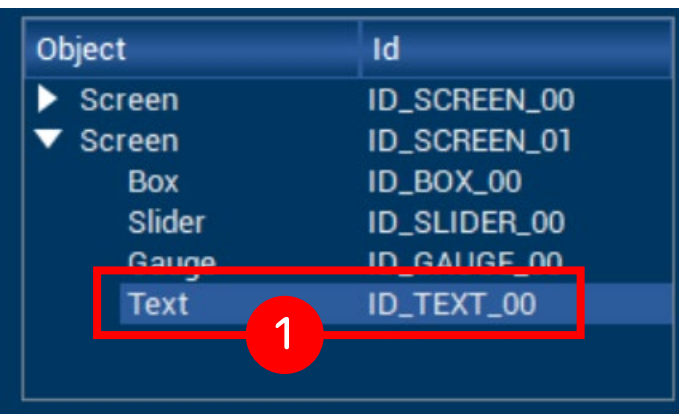 Object Id
Screen ID_SCREEN_00
Screen ID_SCREEN_01
Box ID_BOX_00
Slider ID_SLIDER_00
Gauge ID_GAUGE_00
Text ID_TEXT_00
1